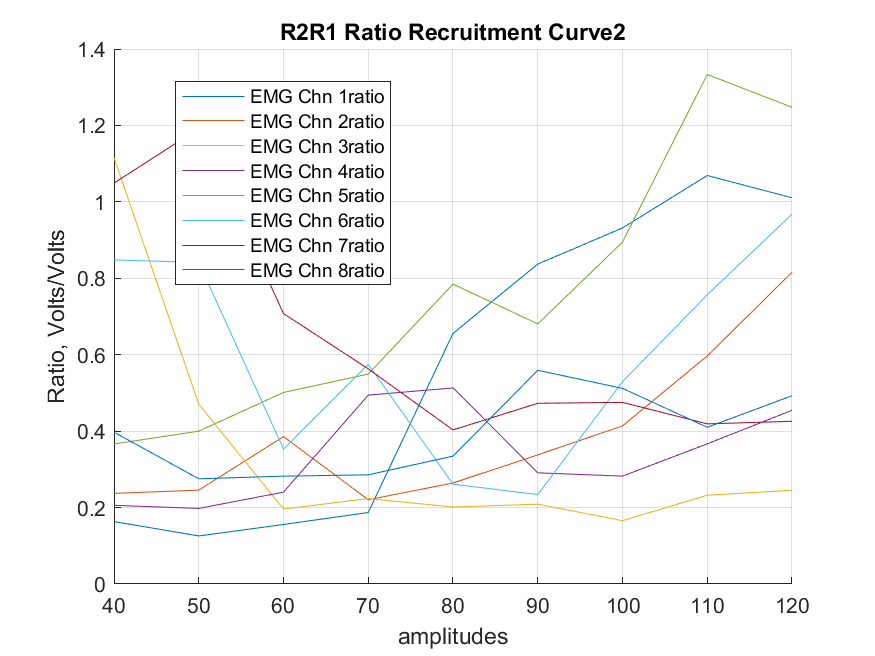 R2R1 Ratio Recruitment Curve2
1.4
1.2
1
0.8
0.6
0.4
0.2
0
Ratio, Volts/Volts
EMG Chn 1ratio
EMG Chn 2ratio
EMG Chn 3ratio
EMG Chn 4ratio
EMG Chn 5ratio
EMG Chn 6ratio
EMG Chn 7ratio
EMG Chn 8ratio
40 50 60 70 80 90 100 110 120
amplitudes